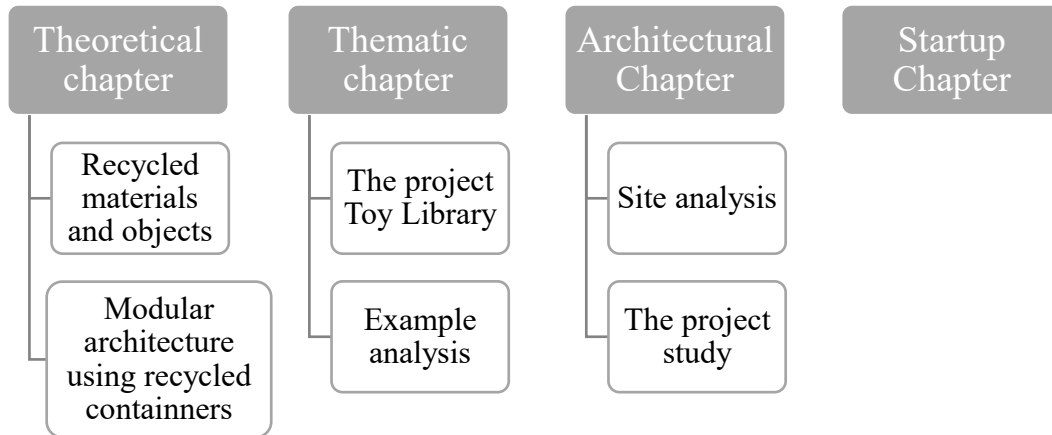 Theoretical
chapter
Recycled
materials
and objects
Modular
architecture
using recycled
containners
Thematic
chapter
The project
Toy Library
Example
analysis
Architectural
Chapter
Site analysis
The project
study
Startup
Chapter